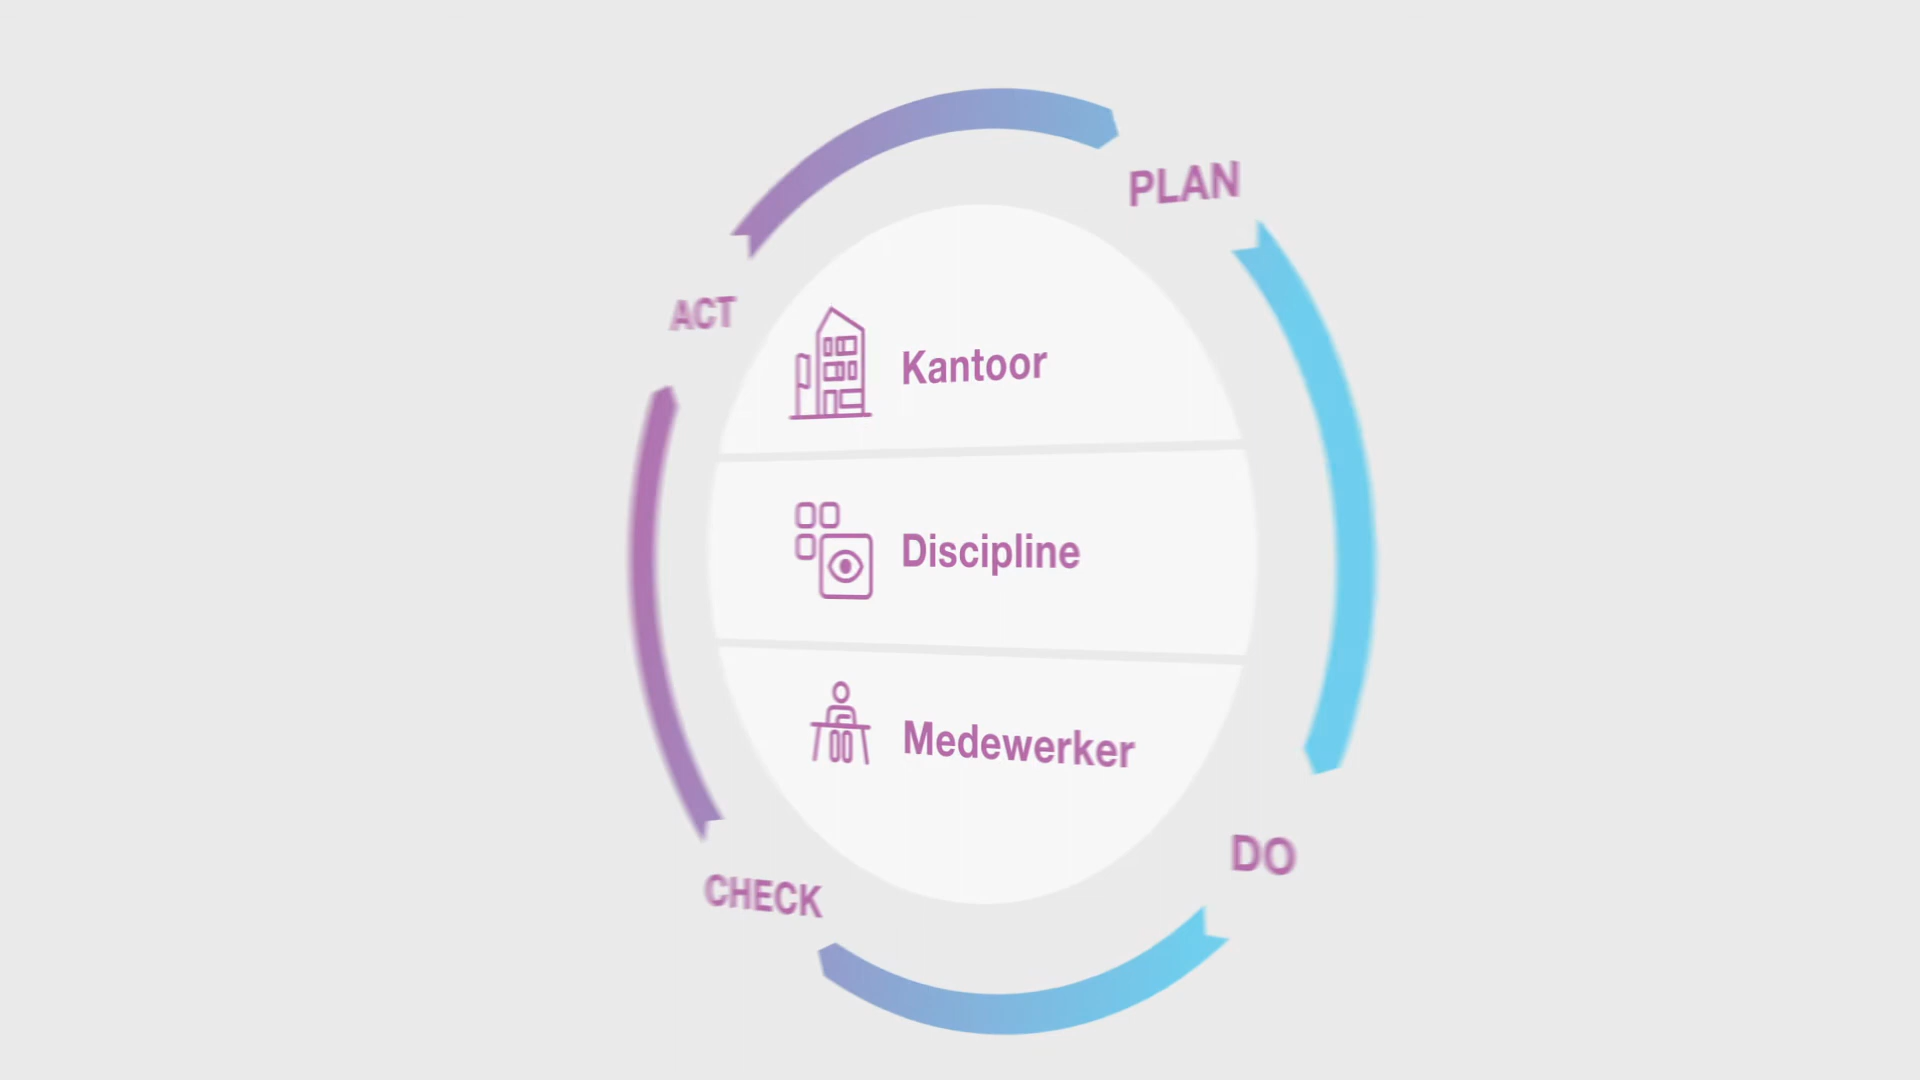 PLAN
ACT
Kantoor
Discipline
Medewerker
DO
CHECK